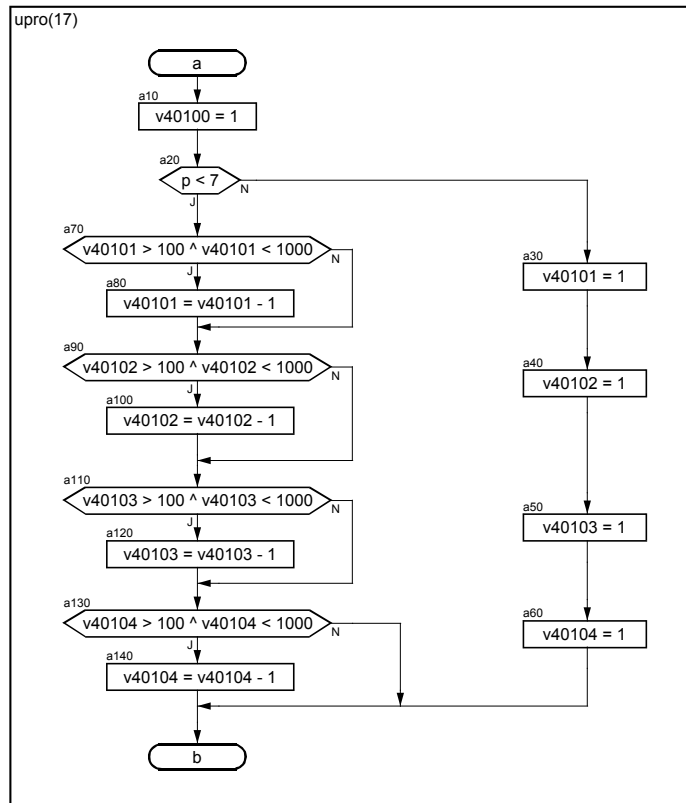 upro(17)
a
a10
v40100 = 1
a20
p < 7
N
J
a70
v40101 > 100 ^ v40101 < 1000
N
J
a80
v40101 = v40101 - 1
a90
v40102 > 100 ^ v40102 < 1000
N
J
a100
v40102 = v40102 - 1
a110
v40103 > 100 ^ v40103 < 1000
N
J
a120
v40103 = v40103 - 1
a130
v40104 > 100 ^ v40104 < 1000
N
J
a140
v40104 = v40104 - 1
a30
v40101 = 1
a40
v40102 = 1
a50
v40103 = 1
a60
v40104 = 1
b